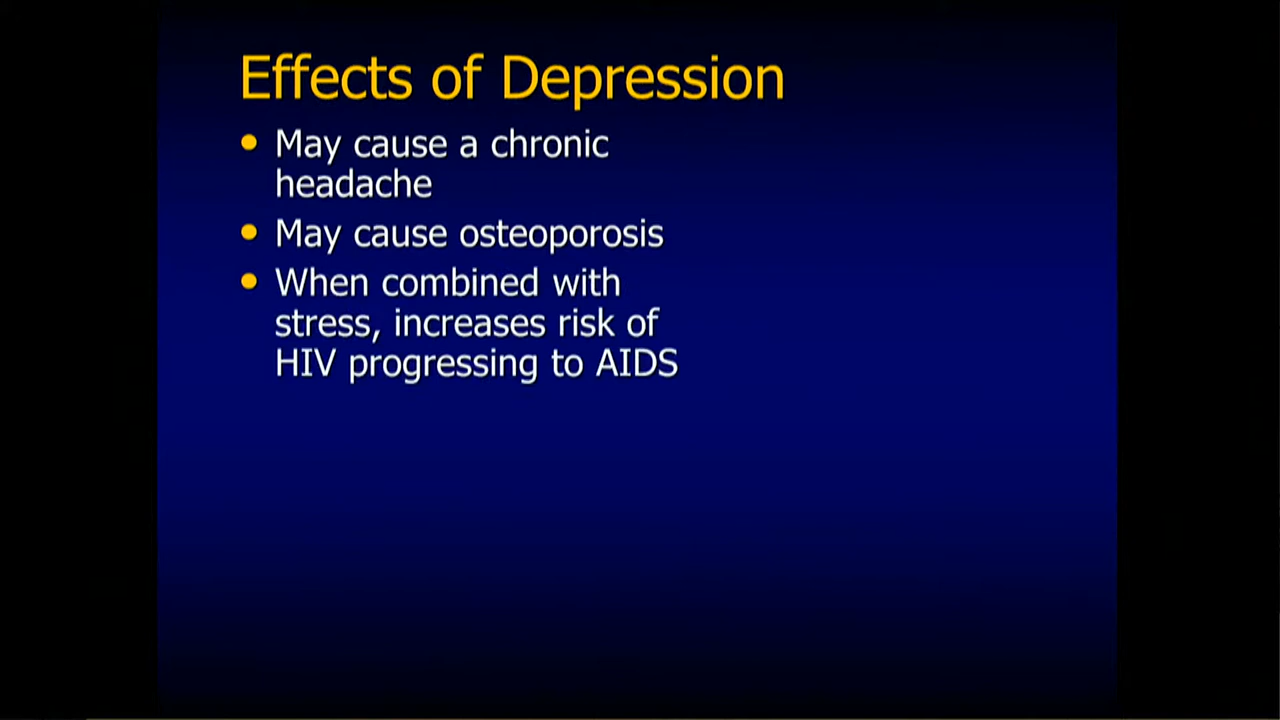 Effects of Depression
May cause a chronic
headache
May cause osteoporosis
When combined with
stress, increases risk of
HIV progressing to AIDS